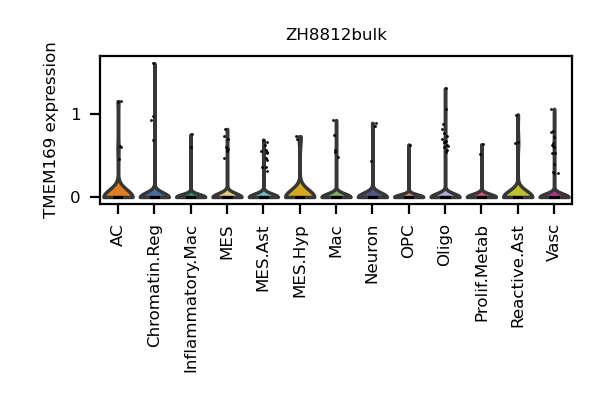 ZH8812bulk
TMEM169 expression
1
0
AC
Chromatin.Reg
Inflammatory.Mac
MES
MES.Ast
MES.Hyp
Mac
Neuron
OPC
Oligo
Prolif.Metab
Reactive.Ast
Vasc